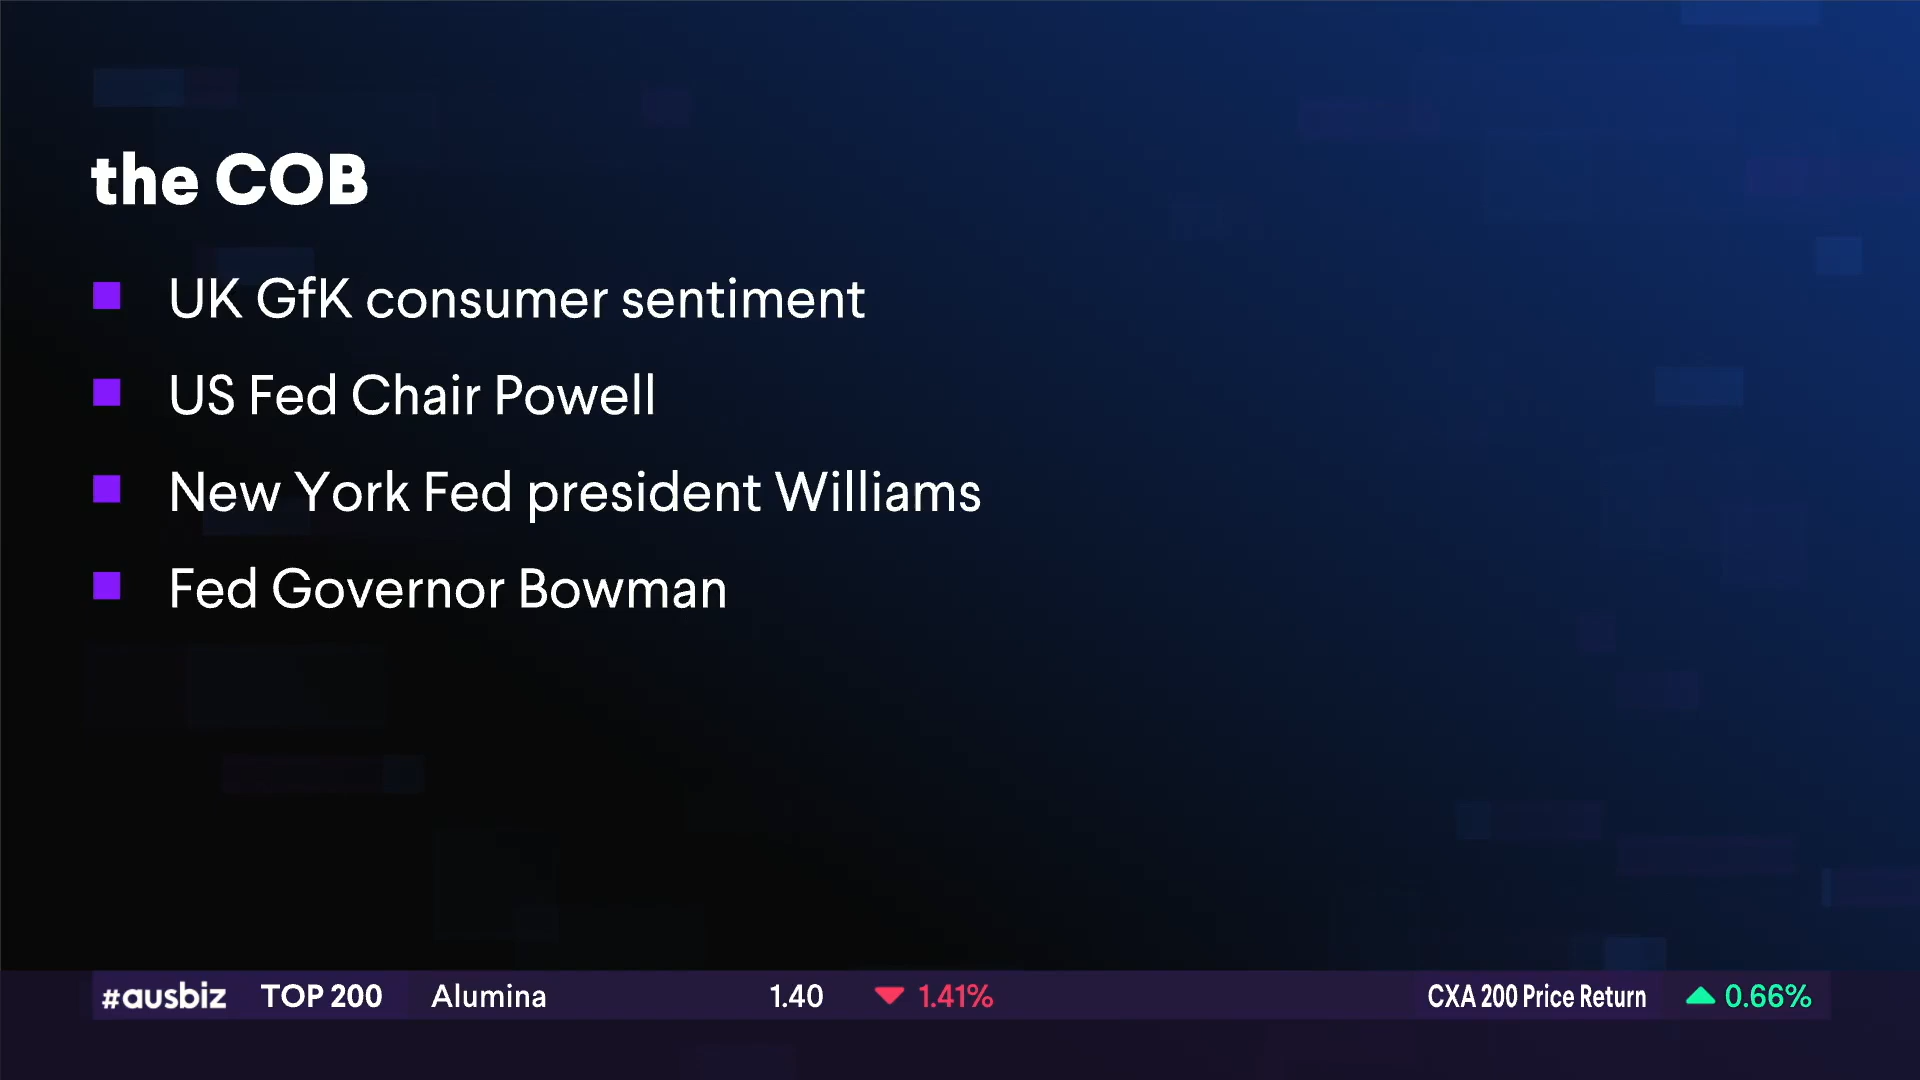 the COB
UK GfK consumer sentiment
US Fed Chair Powell
New York Fed president Williams
Fed Governor Bowman
#ausbiz TOP 200 Alumina 1.40 1.41% CXA 200 Price Return 0.66%